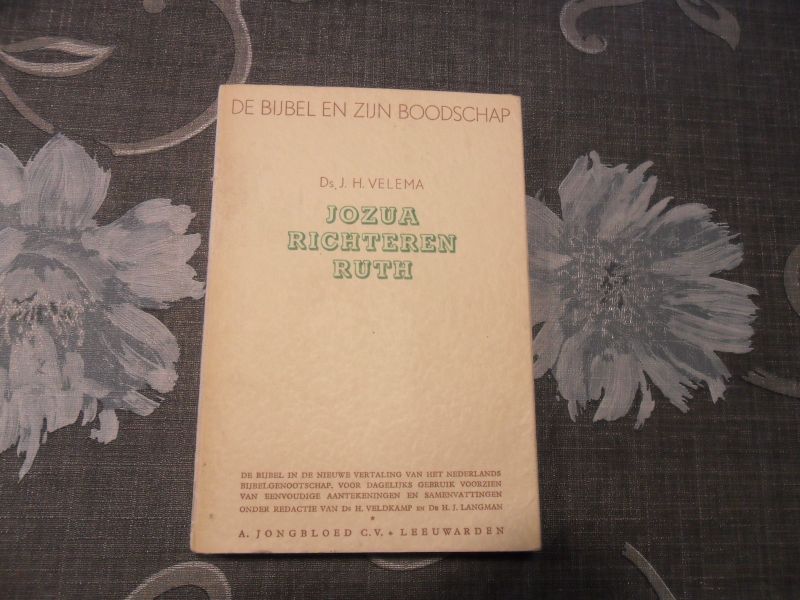 DE BIJBEL EN ZIJN BOODSCHAP
Ds. J. H. VELEMA
JOZUA
RICHTEREN
RUTH
DE BIJBEL IN DE NIEUWE VERTALING VAN HET NEDERLANDS
BIJBELGENOOTSCHAP, VOOR DAGELIJKS GEBRUIK VOORZIEN
VAN EENVOUDIGE AANTEKENINGEN EN SAMENVATTINGEN
ONDER REDACTIE VAN Ds H. VELDKAMP EN Dr H. J. LANGMAN
*
A. JONGBLOED C.V. * LEEUWARDEN